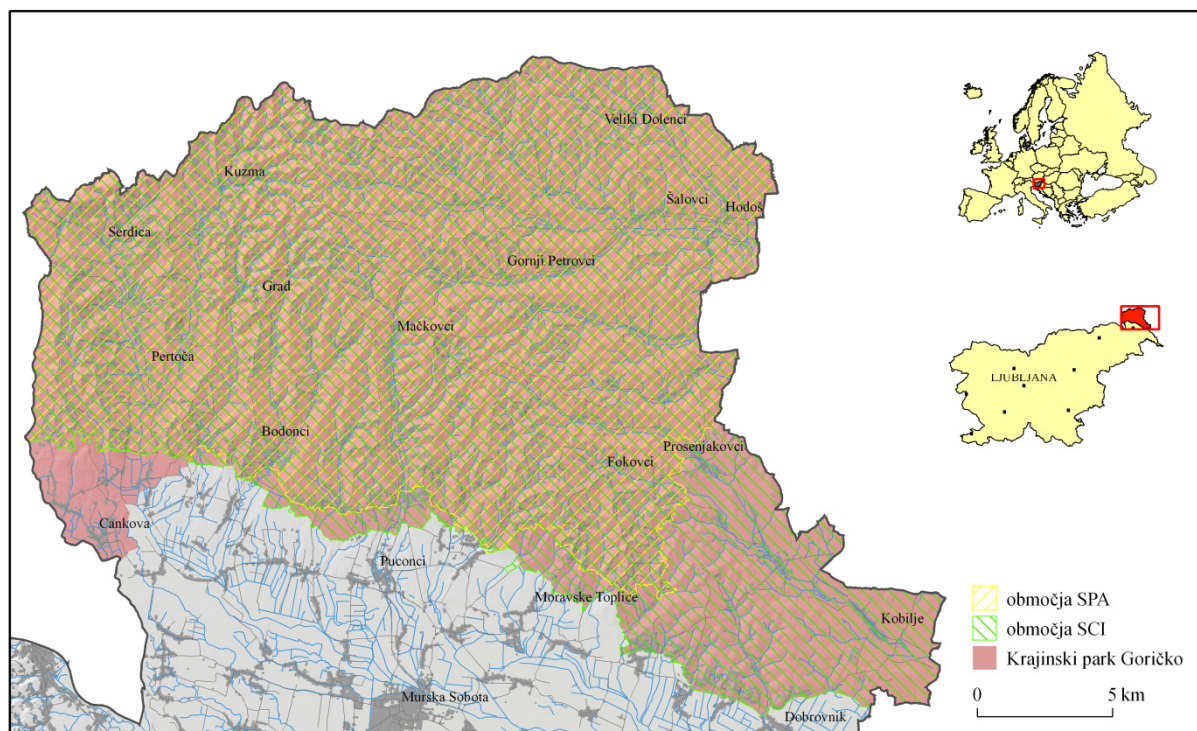 Veliki Dolenci
Kuzma
Šalovci
Hodoš
Serdica
Gornji Petrovci
Grad
Mačkovci
Pertoča
Bodonci
Prosenjakovci
Fokovci
Cankova
Puconci
Moravske Toplice
Kobilje
Murska Sobota
Dobrovnik
LJUBLJANA
območja SPA
območja SCI
Krajinski park Goričko
0 5 km